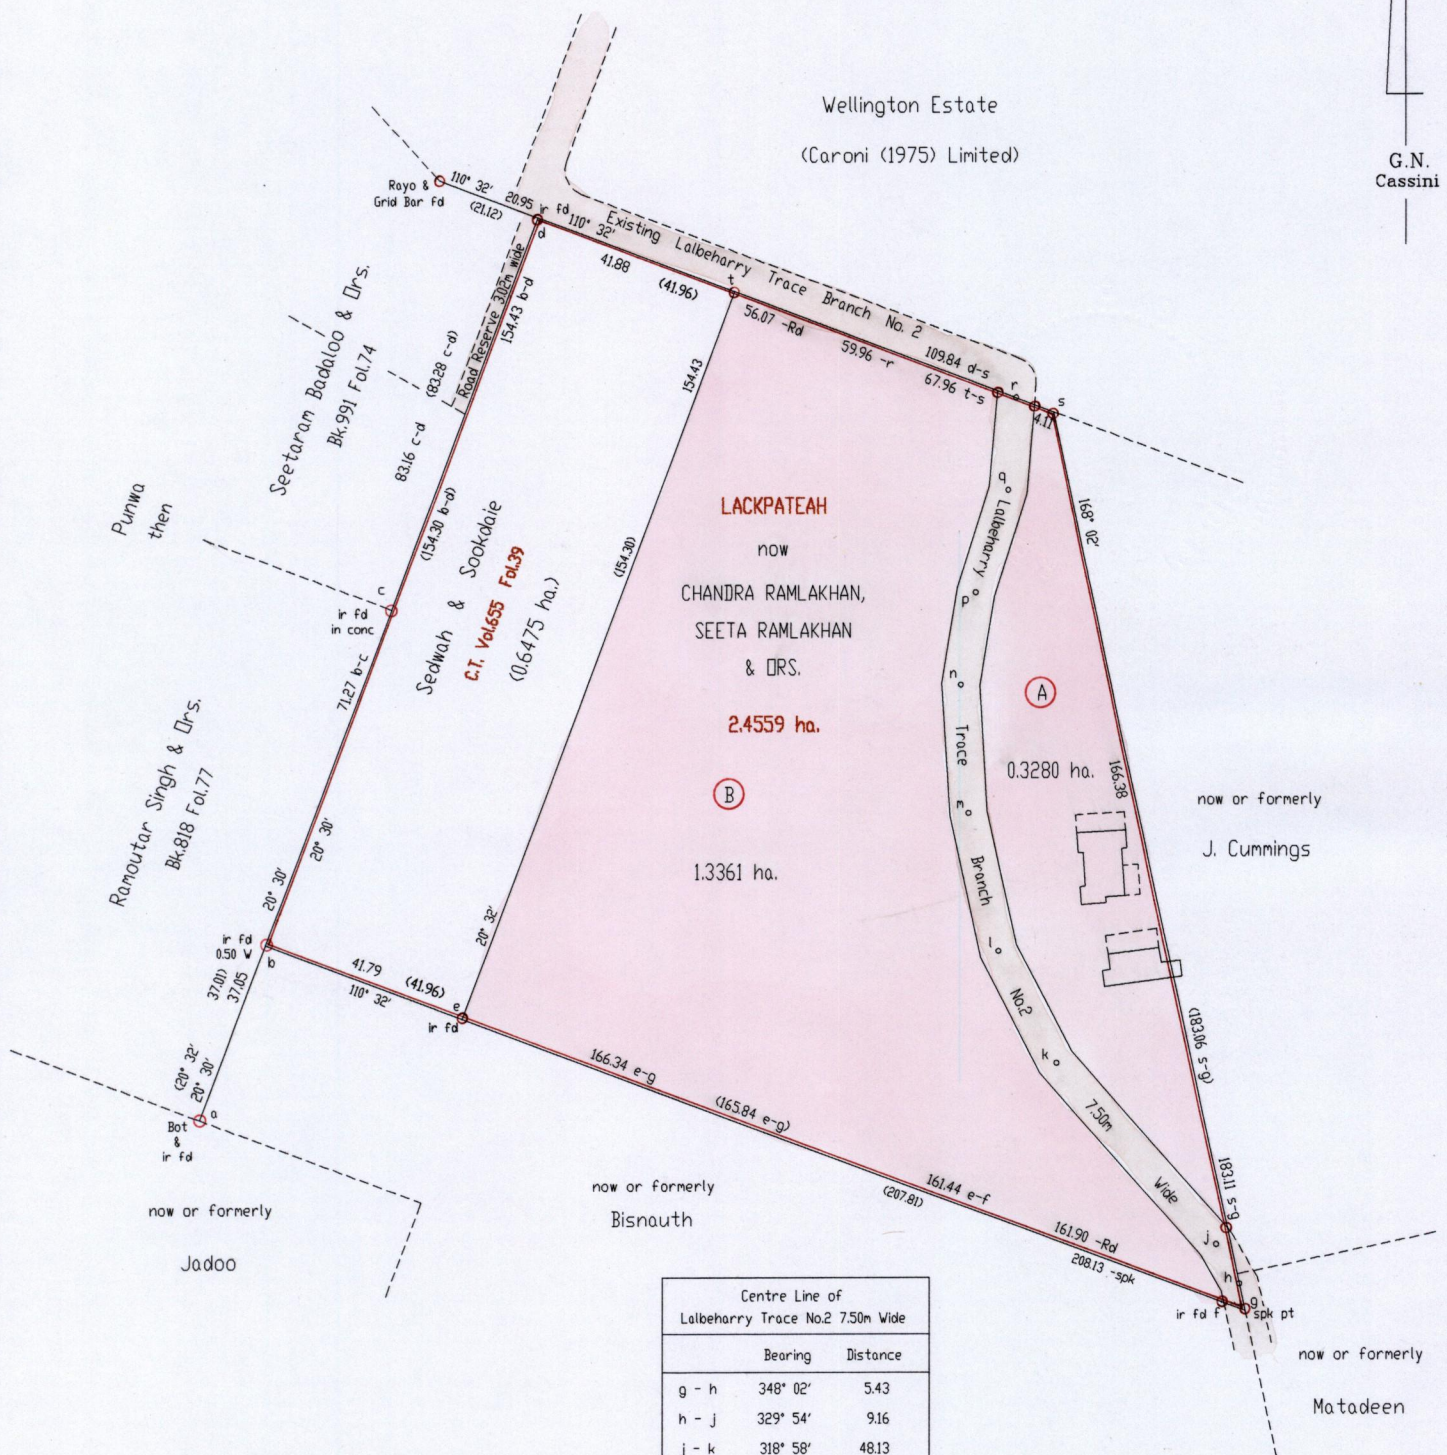 Wellington Estate
(Caroni (1975) Limited)
G.N.
Cassini
Rayo &
Grid Bar fd
110° 32'
20.95
(21.12)
ir fd
d
110° 32'
41.88
(41.96)
t
Existing Lalbeharry Trace Branch No. 2
56.07 -Rd
59.96 -r
109.84 d-s
67.96 t-s
r
s
4.11
Road Reserve 3.02m wide
154.43 b-d
(83.28 c-d)
83.16 c-d
(154.30 b-d)
Seetaram Badaloo & Ors.
Bk.991 Fol.74
Punwa
then
c
ir fd
in conc
71.27 b-c
20° 30'
20° 30'
Ramoutar Singh & Ors.
Bk.818 Fol.77
Sedwah & Sookdaie
C.T. Vol.655 Fol.39
(0.6475 ha.)
154.43
(154.30)
20° 32'
LACKPATEAH
now
CHANDRA RAMLAKHAN,
SEETA RAMLAKHAN
& ORS.
2.4559 ha.
B
1.3361 ha.
A
0.3280 ha.
168° 02'
166.38
(183.06 s-g)
183.11 s-g
now or formerly
J. Cummings
q
p
n
m
l
k
j
h
Lalbeharry Trace Branch No.2 7.50m Wide
ir fd
0.50 W
b
41.79
(41.96)
110° 32'
e
ir fd
37.01)
37.05
(20° 32'
20° 30'
a
Bot
&
ir fd
166.34 e-g
(165.84 e-g)
161.44 e-f
(207.81)
161.90 -Rd
208.13 -spk
ir fd f
g
spk pt
now or formerly
Jadoo
now or formerly
Bisnauth
now or formerly
Matadeen
Centre Line of
Lalbeharry Trace No.2 7.50m Wide
Bearing Distance
g - h 348° 02' 5.43
h - j 329° 54' 9.16
j - k 318° 58' 48.13